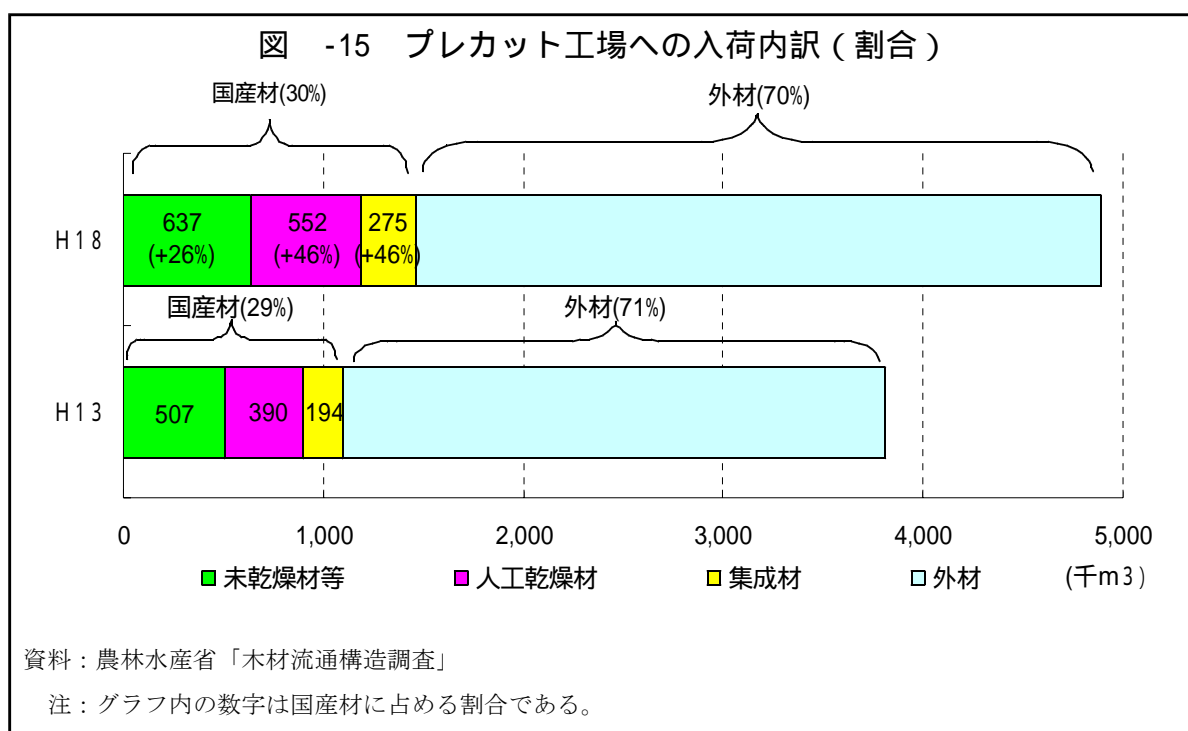 図 -15 プレカット工場への入荷内訳(割合)
国産材(30%)
外材(70%)
H18
637
(+26%)
552
(+46%)
275
(+46%)
国産材(29%)
外材(71%)
H13
507
390
194
0
1,000
2,000
3,000
4,000
5,000
未乾燥材等
人工乾燥材
集成材
外材
(千m3)
資料:農林水産省「木材流通構造調査」
注:グラフ内の数字は国産材に占める割合である。